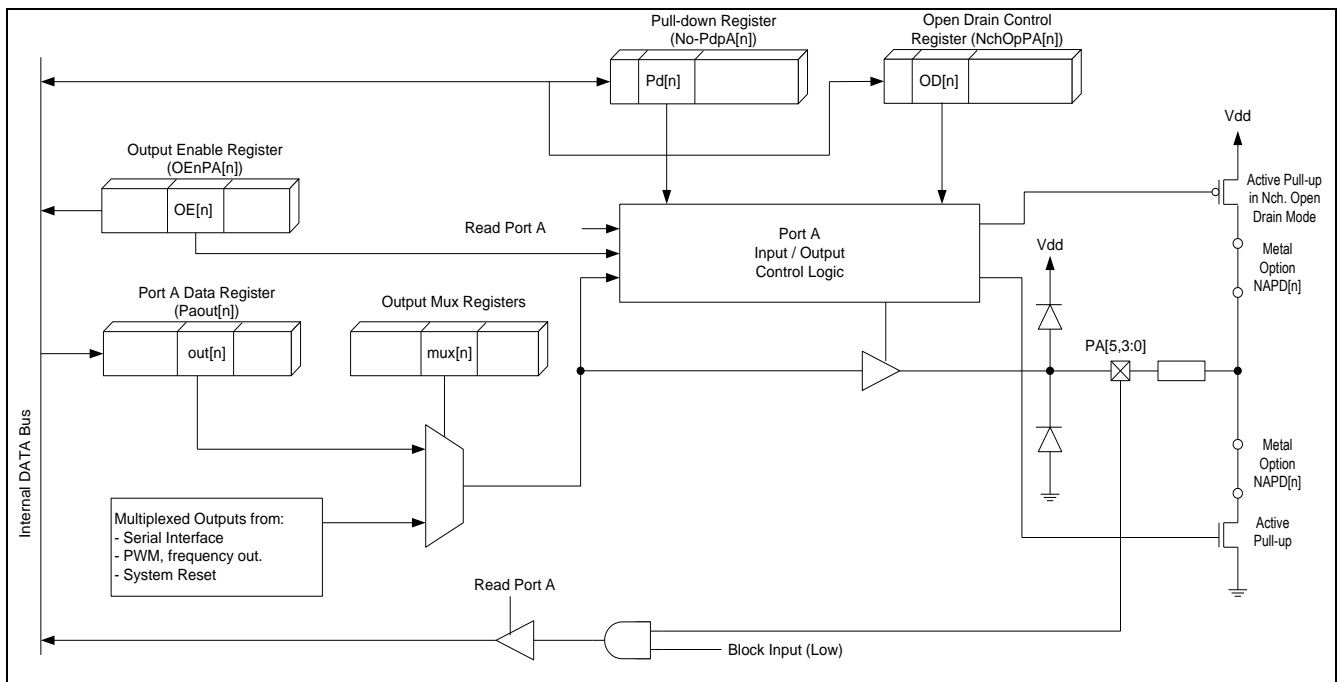 Pull-down Register
(No-PdpA[n])
Open Drain Control
Register (NchOpPA[n])
Pd[n]
OD[n]
Vdd
Output Enable Register
(OEnPA[n])
OE[n]
Active Pull-up
in Nch. Open
Drain Mode
Read Port A
Port A
Input / Output
Control Logic
Vdd
Metal
Option
NAPD[n]
Port A Data Register
(Paout[n])
Output Mux Registers
out[n]
mux[n]
PA[5,3:0]
Internal DATA Bus
Metal
Option
NAPD[n]
Multiplexed Outputs from:
- Serial Interface
- PWM, frequency out.
- System Reset
Active
Pull-up
Read Port A
Block Input (Low)